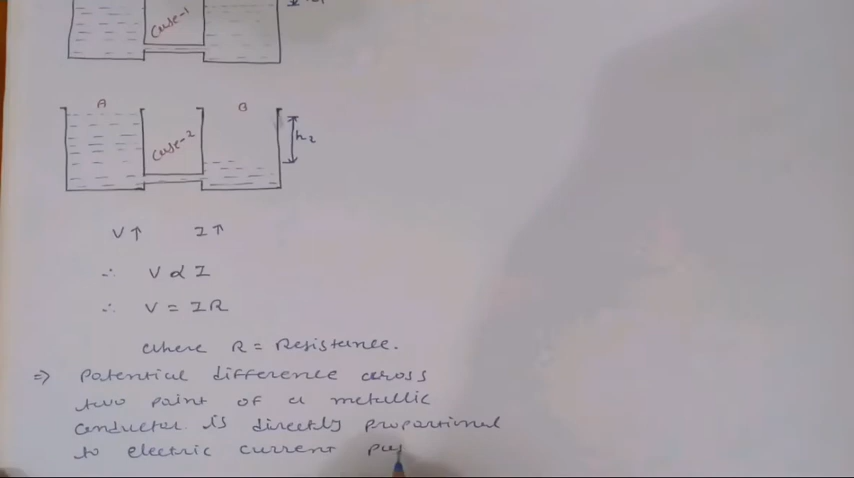 Case-1
A B
Case-2
h2
V↑ I↑
∴ V ∝ I
∴ V = IR
where R = Resistance.
⇒ Potential difference across
two point of a metallic
conductor is directly proportional
to electric current